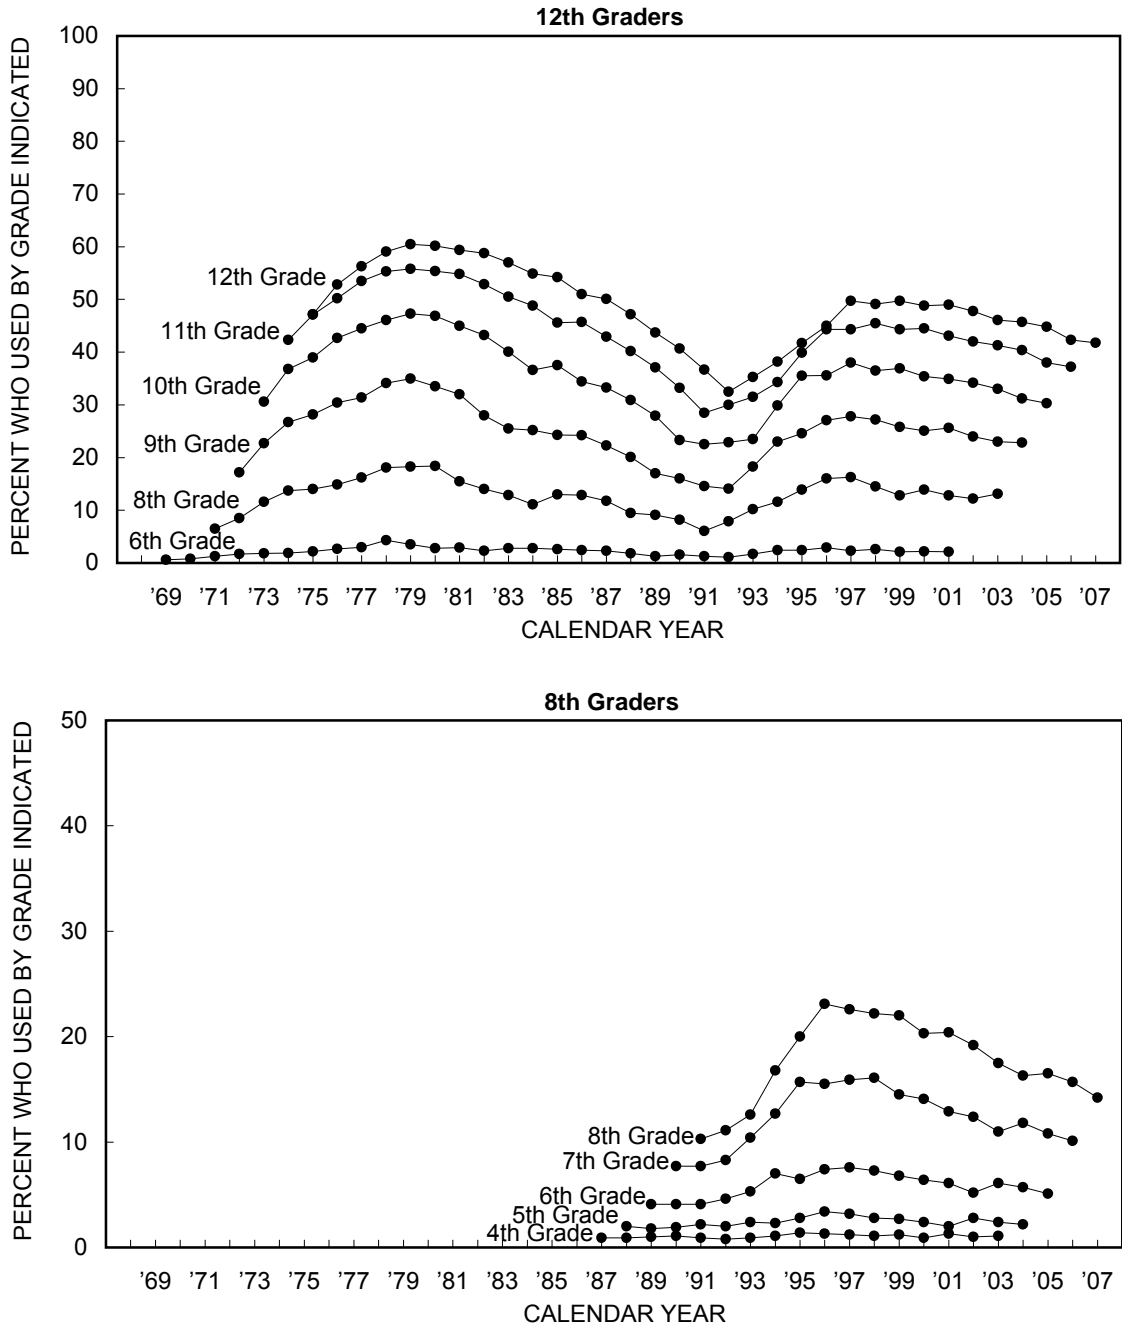 12th Graders
PERCENT WHO USED BY GRADE INDICATED
100
90
80
70
60
50
40
30
20
10
0
12th Grade
11th Grade
10th Grade
9th Grade
8th Grade
6th Grade
’69 ’71 ’73 ’75 ’77 ’79 ’81 ’83 ’85 ’87 ’89 ’91 ’93 ’95 ’97 ’99 ’01 ’03 ’05 ’07
CALENDAR YEAR
8th Graders
PERCENT WHO USED BY GRADE INDICATED
50
40
30
20
10
0
8th Grade
7th Grade
6th Grade
5th Grade
4th Grade
’69 ’71 ’73 ’75 ’77 ’79 ’81 ’83 ’85 ’87 ’89 ’91 ’93 ’95 ’97 ’99 ’01 ’03 ’05 ’07
CALENDAR YEAR